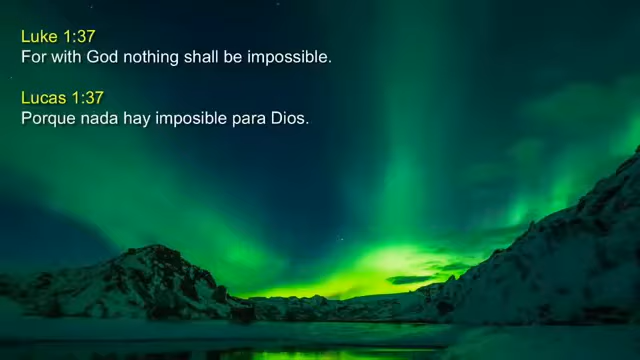 Luke 1:37
For with God nothing shall be impossible.
Lucas 1:37
Porque nada hay imposible para Dios.